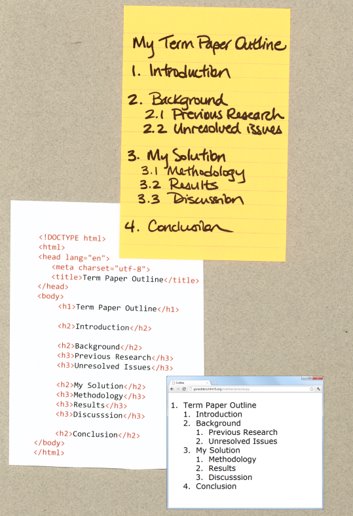 My Term Paper Outline
1. Introduction
2. Background
2.1 Previous Research
2.2 Unresolved issues
3. My Solution
3.1 Methodology
3.2 Results
3.3 Discussion
4. Conclusion
<!DOCTYPE html>
<html>
<head lang="en">
<meta charset="utf-8">
<title>Term Paper Outline</title>
</head>
<body>
<h1>Term Paper Outline</h1>
<h2>Introduction</h2>
<h2>Background</h2>
<h3>Previous Research</h3>
<h3>Unresolved Issues</h3>
<h2>My Solution</h2>
<h3>Methodology</h3>
<h3>Results</h3>
<h3>Discusssion</h3>
<h2>Conclusion</h2>
</body>
</html>
1. Term Paper Outline
1. Introduction
2. Background
1. Previous Research
2. Unresolved Issues
3. My Solution
1. Methodology
2. Results
3. Discusssion
4. Conclusion